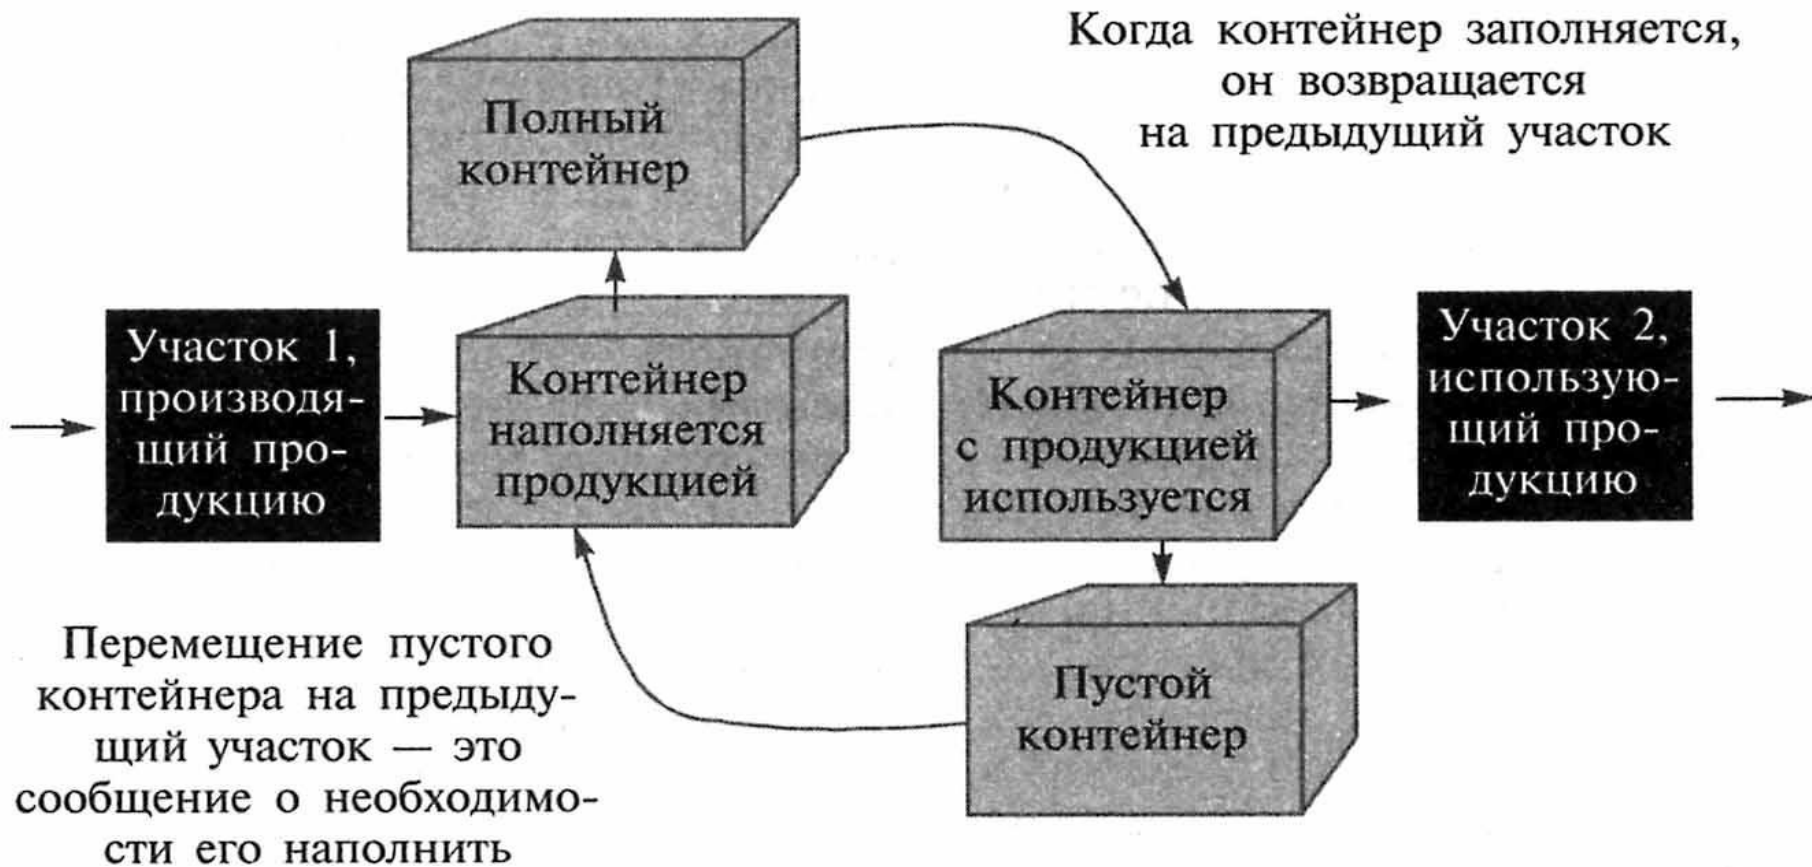 Когда контейнер заполняется,
он возвращается
на предыдущий участок
Полный
контейнер
Участок 1,
производя-
щий про-
дукцию
Контейнер
наполняется
продукцией
Контейнер
с продукцией
используется
Участок 2,
использую-
щий про-
дукцию
Пустой
контейнер
Перемещение пустого
контейнера на предыду-
щий участок — это
сообщение о необходимо-
сти его наполнить